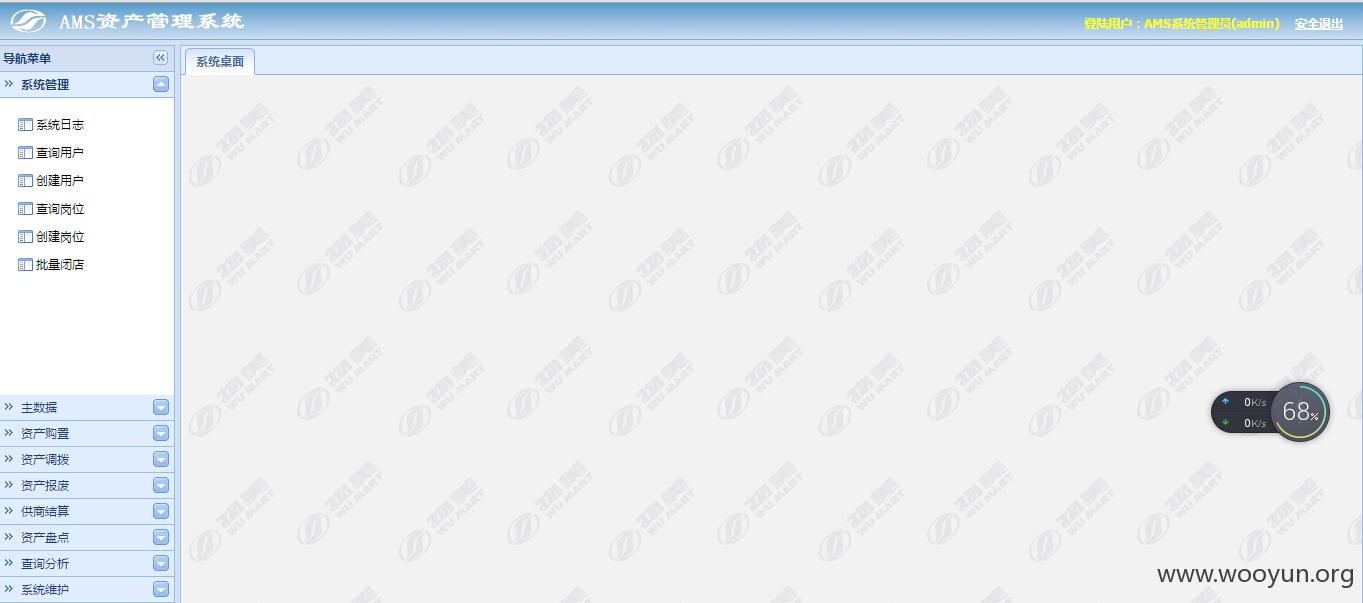 AMS资产管理系统
登陆用户：AMS系统管理员(admin) 安全退出
导航菜单
系统桌面
系统管理
系统日志
查询用户
创建用户
查询岗位
创建岗位
批量闭店
主数据
资产购置
资产调拨
资产报废
供商结算
资产盘点
查询分析
系统维护
物美
WU MART
0K/s
0K/s
68%
www.wooyun.org